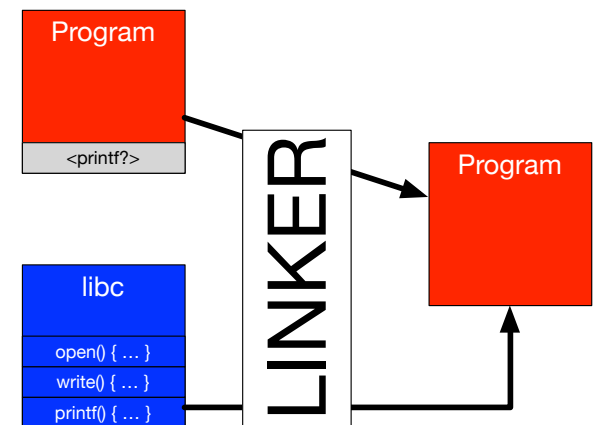 Program
<printf?>
LINKER
Program
libc
open() { … }
write() { … }
printf() { … }